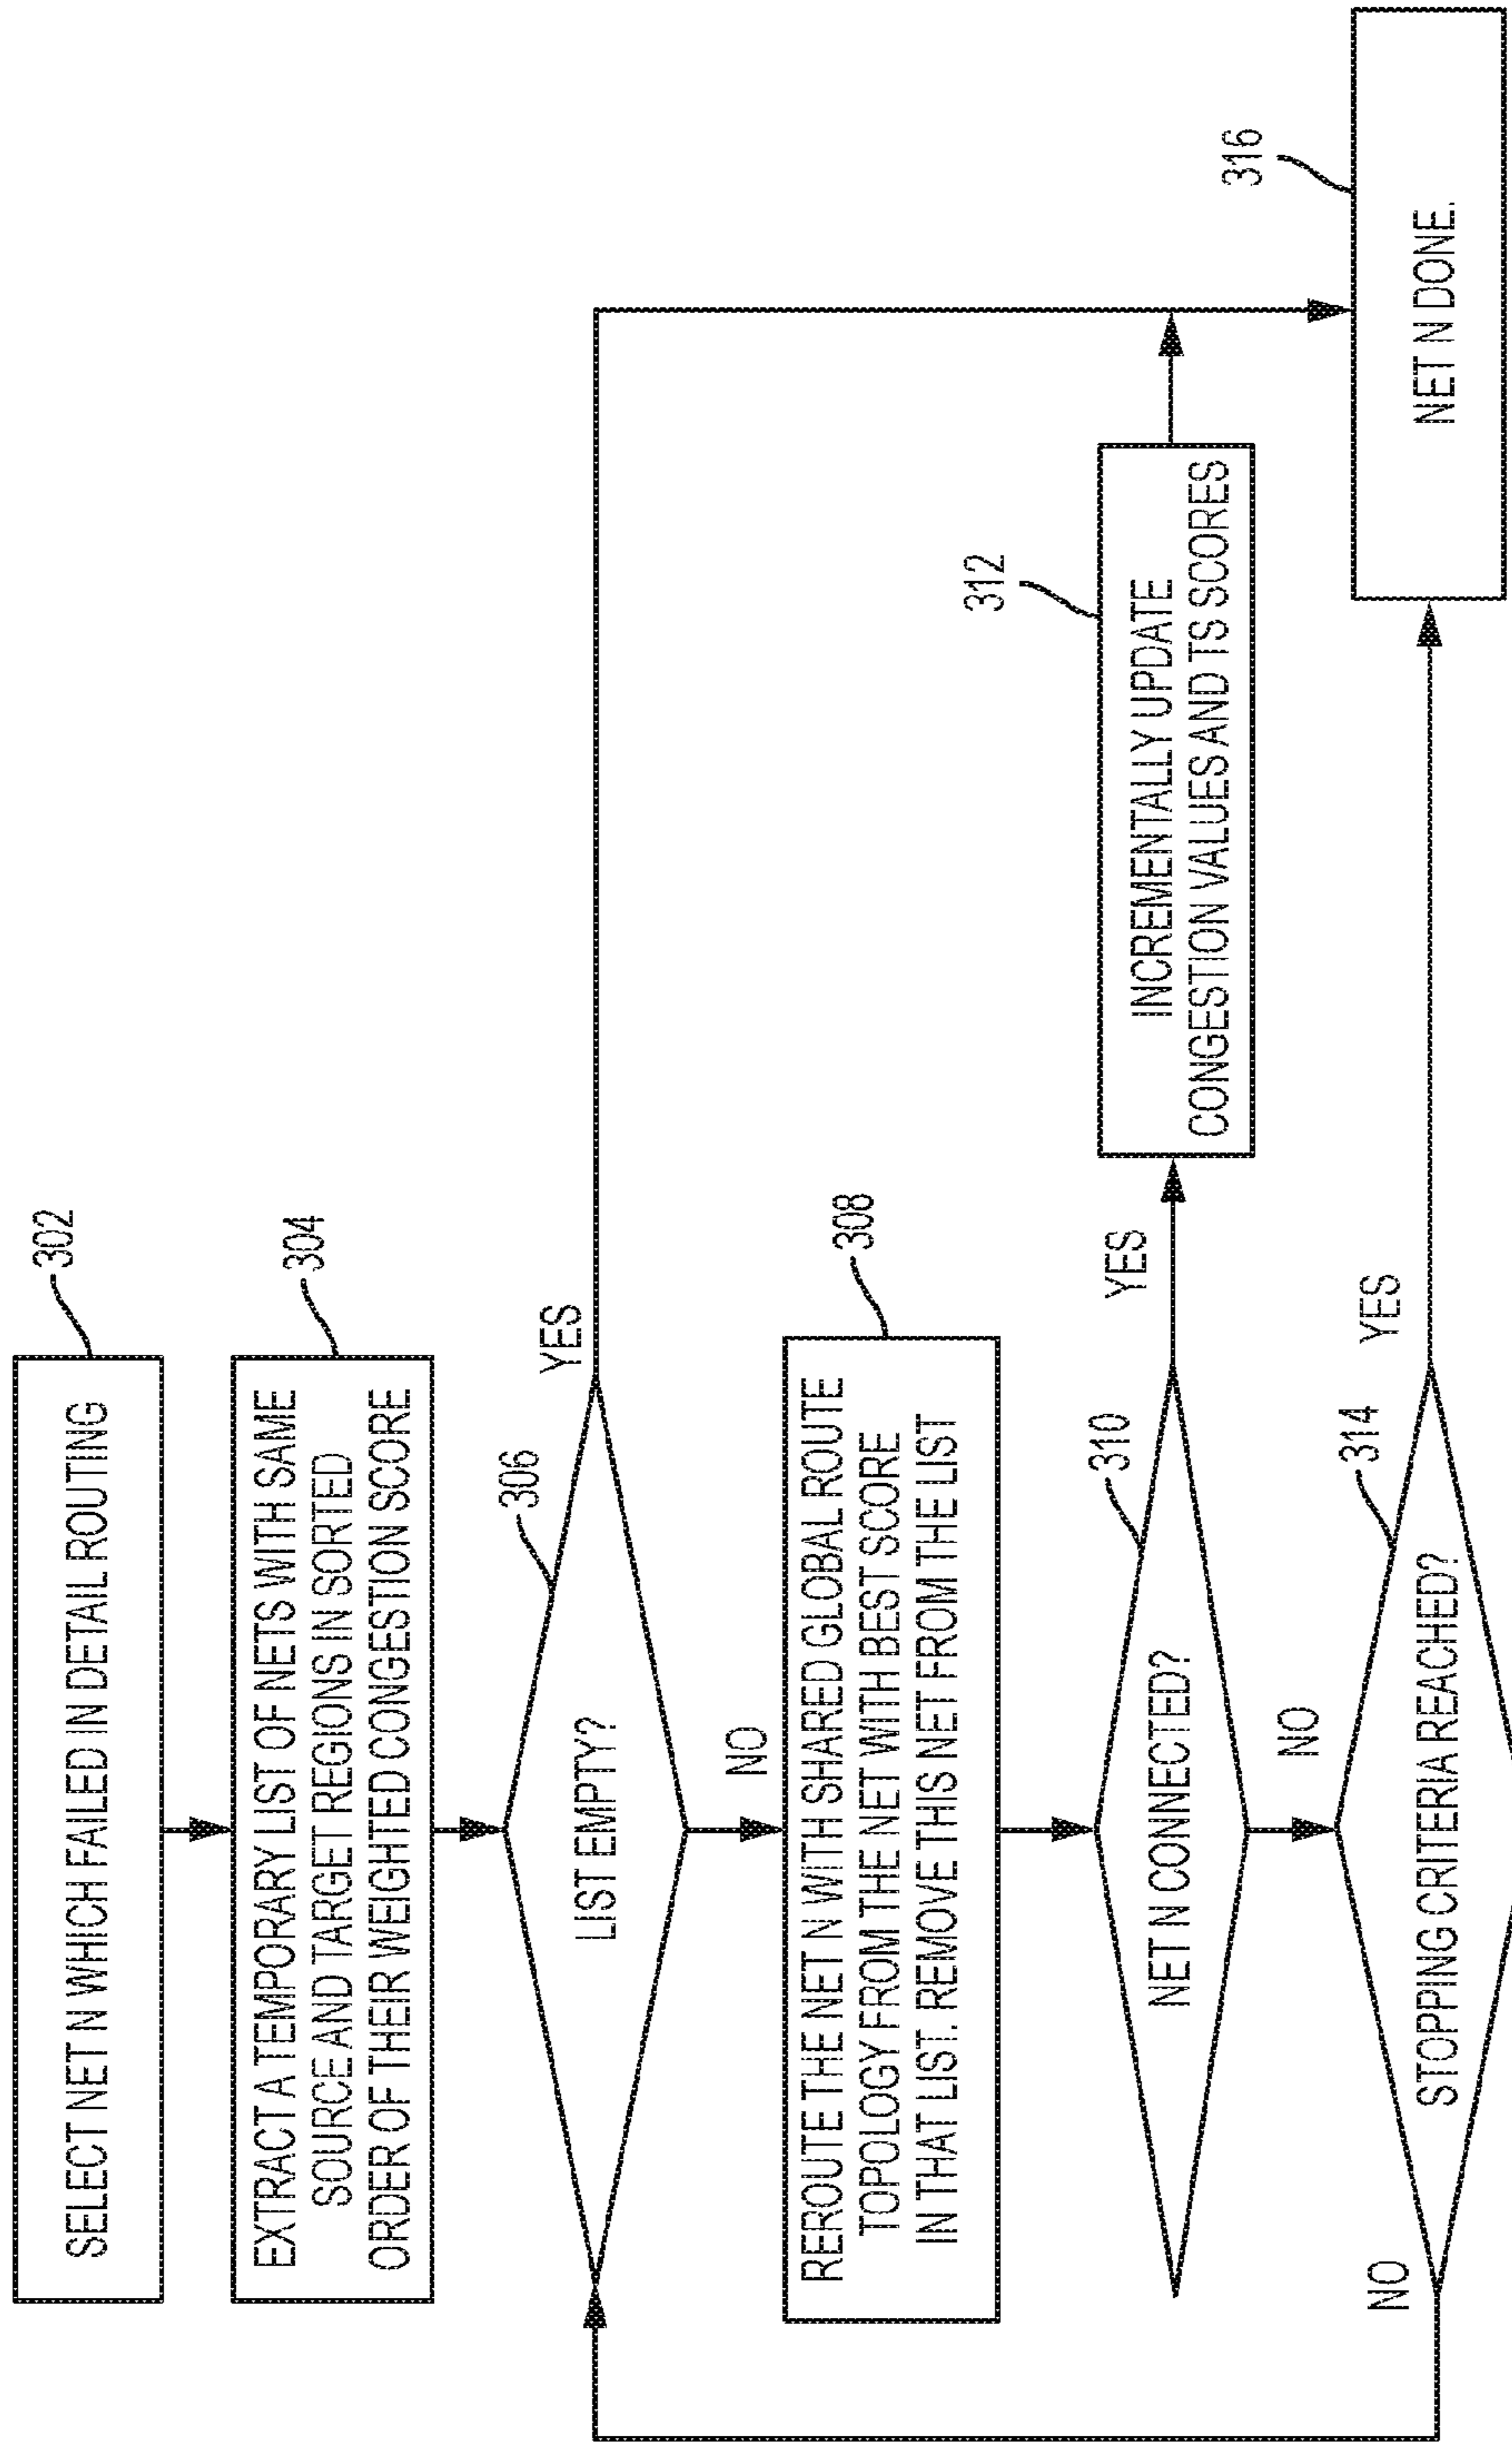 302
SELECT NET N WHICH FAILED IN DETAIL ROUTING
304
EXTRACT A TEMPORARY LIST OF NETS WITH SAME
SOURCE AND TARGET REGIONS IN SORTED
ORDER OF THEIR WEIGHTED CONGESTION SCORE
306
LIST EMPTY?
YES
NO
308
REROUTE THE NET N WITH SHARED GLOBAL ROUTE
TOPOLOGY FROM THE NET WITH BEST SCORE
IN THAT LIST. REMOVE THIS NET FROM THE LIST
310
NET N CONNECTED?
YES
NO
312
INCREMENTALLY UPDATE
CONGESTION VALUES AND TS SCORES
314
STOPPING CRITERIA REACHED?
YES
NO
316
NET N DONE.